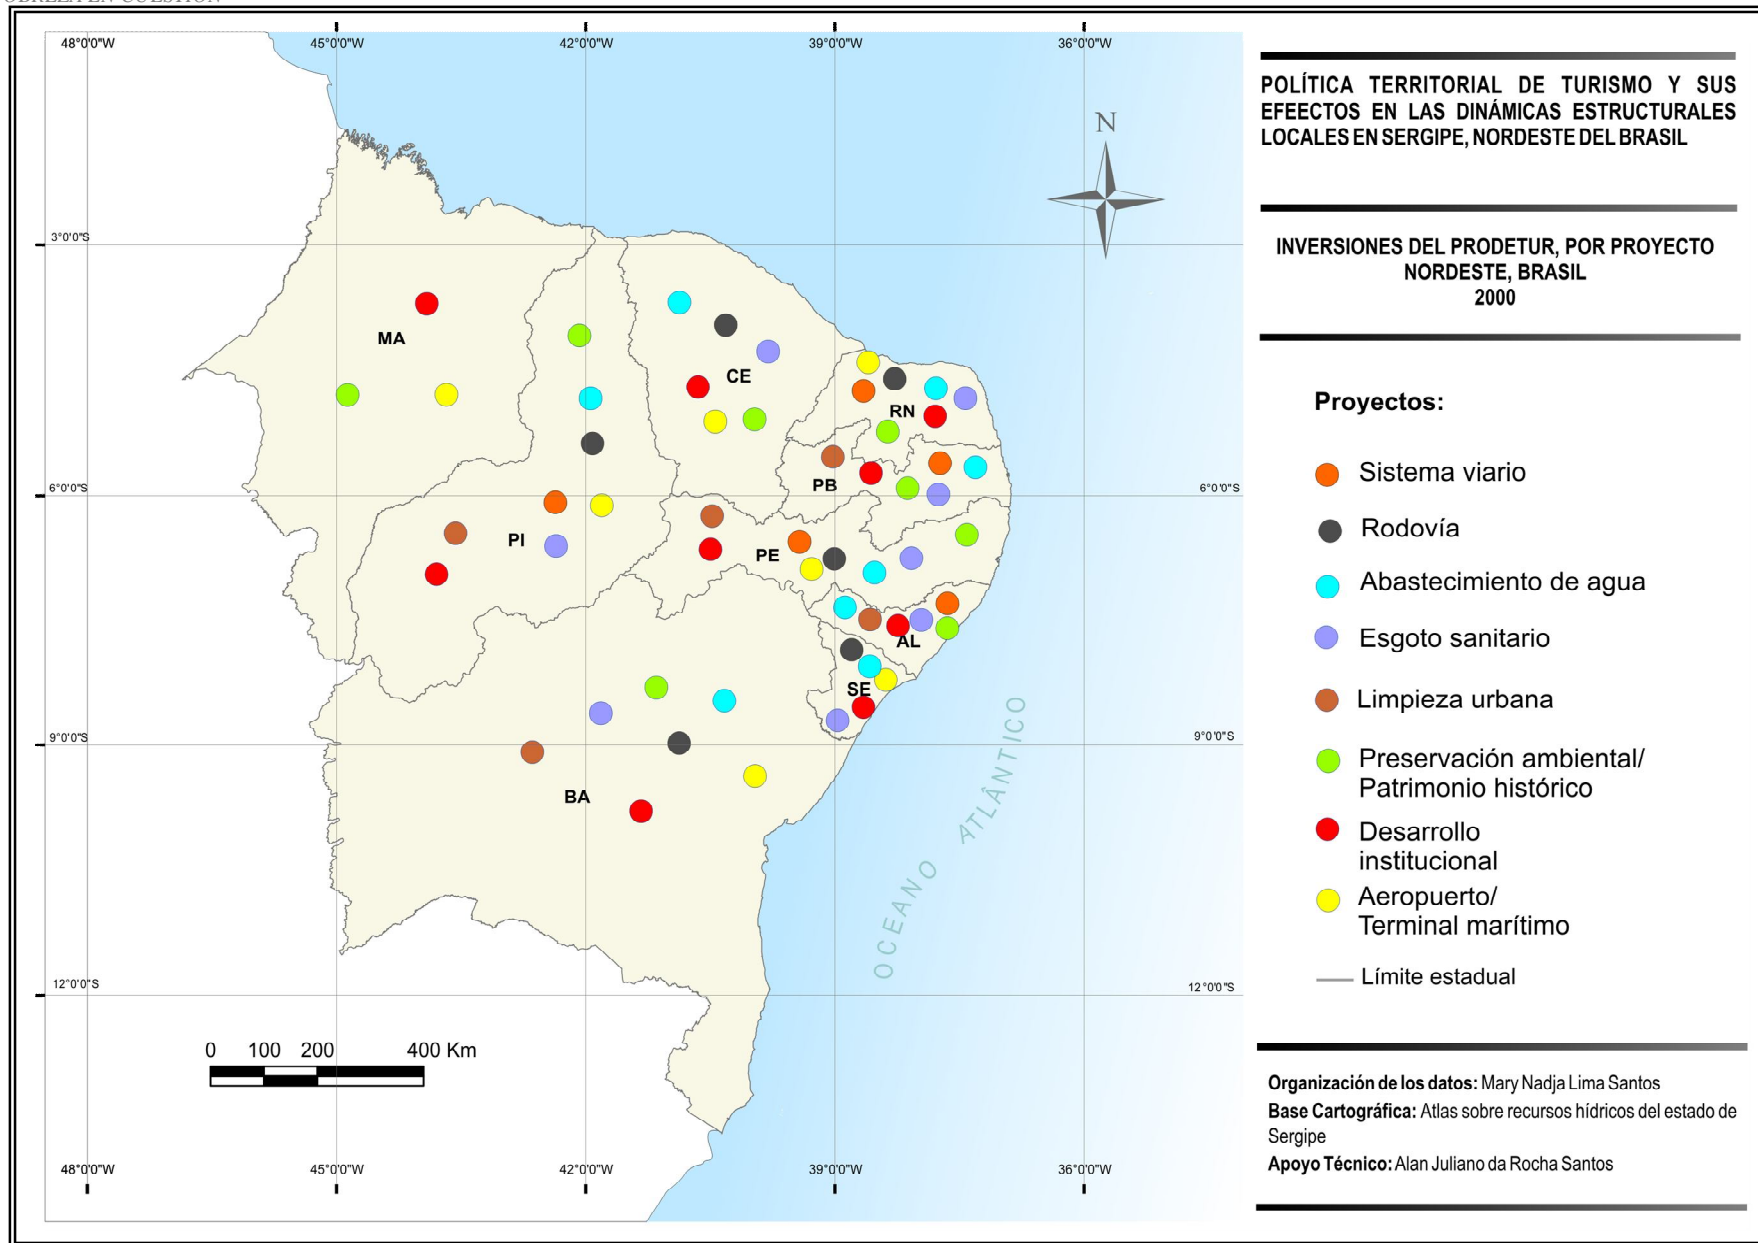 OBREZA EN CUESTIÓN
48°0'0"W 45°0'0"W 42°0'0"W 39°0'0"W 36°0'0"W
N
3°0'0"S
MA
CE
RN
6°0'0"S 6°0'0"S
PB
PI
PE
AL
SE
9°0'0"S 9°0'0"S
BA
OCEANO ATLÂNTICO
12°0'0"S 12°0'0"S
0 100 200 400 Km
48°0'0"W 45°0'0"W 42°0'0"W 39°0'0"W 36°0'0"W
POLÍTICA TERRITORIAL DE TURISMO Y SUS
EFEECTOS EN LAS DINÁMICAS ESTRUCTURALES
LOCALES EN SERGIPE, NORDESTE DEL BRASIL
INVERSIONES DEL PRODETUR, POR PROYECTO
NORDESTE, BRASIL
2000
Proyectos:
Sistema viario
Rodovía
Abastecimiento de agua
Esgoto sanitario
Limpieza urbana
Preservación ambiental/
Patrimonio histórico
Desarrollo
institucional
Aeropuerto/
Terminal marítimo
Límite estadual
Organización de los datos: Mary Nadja Lima Santos
Base Cartográfica: Atlas sobre recursos hídricos del estado de
Sergipe
Apoyo Técnico: Alan Juliano da Rocha Santos